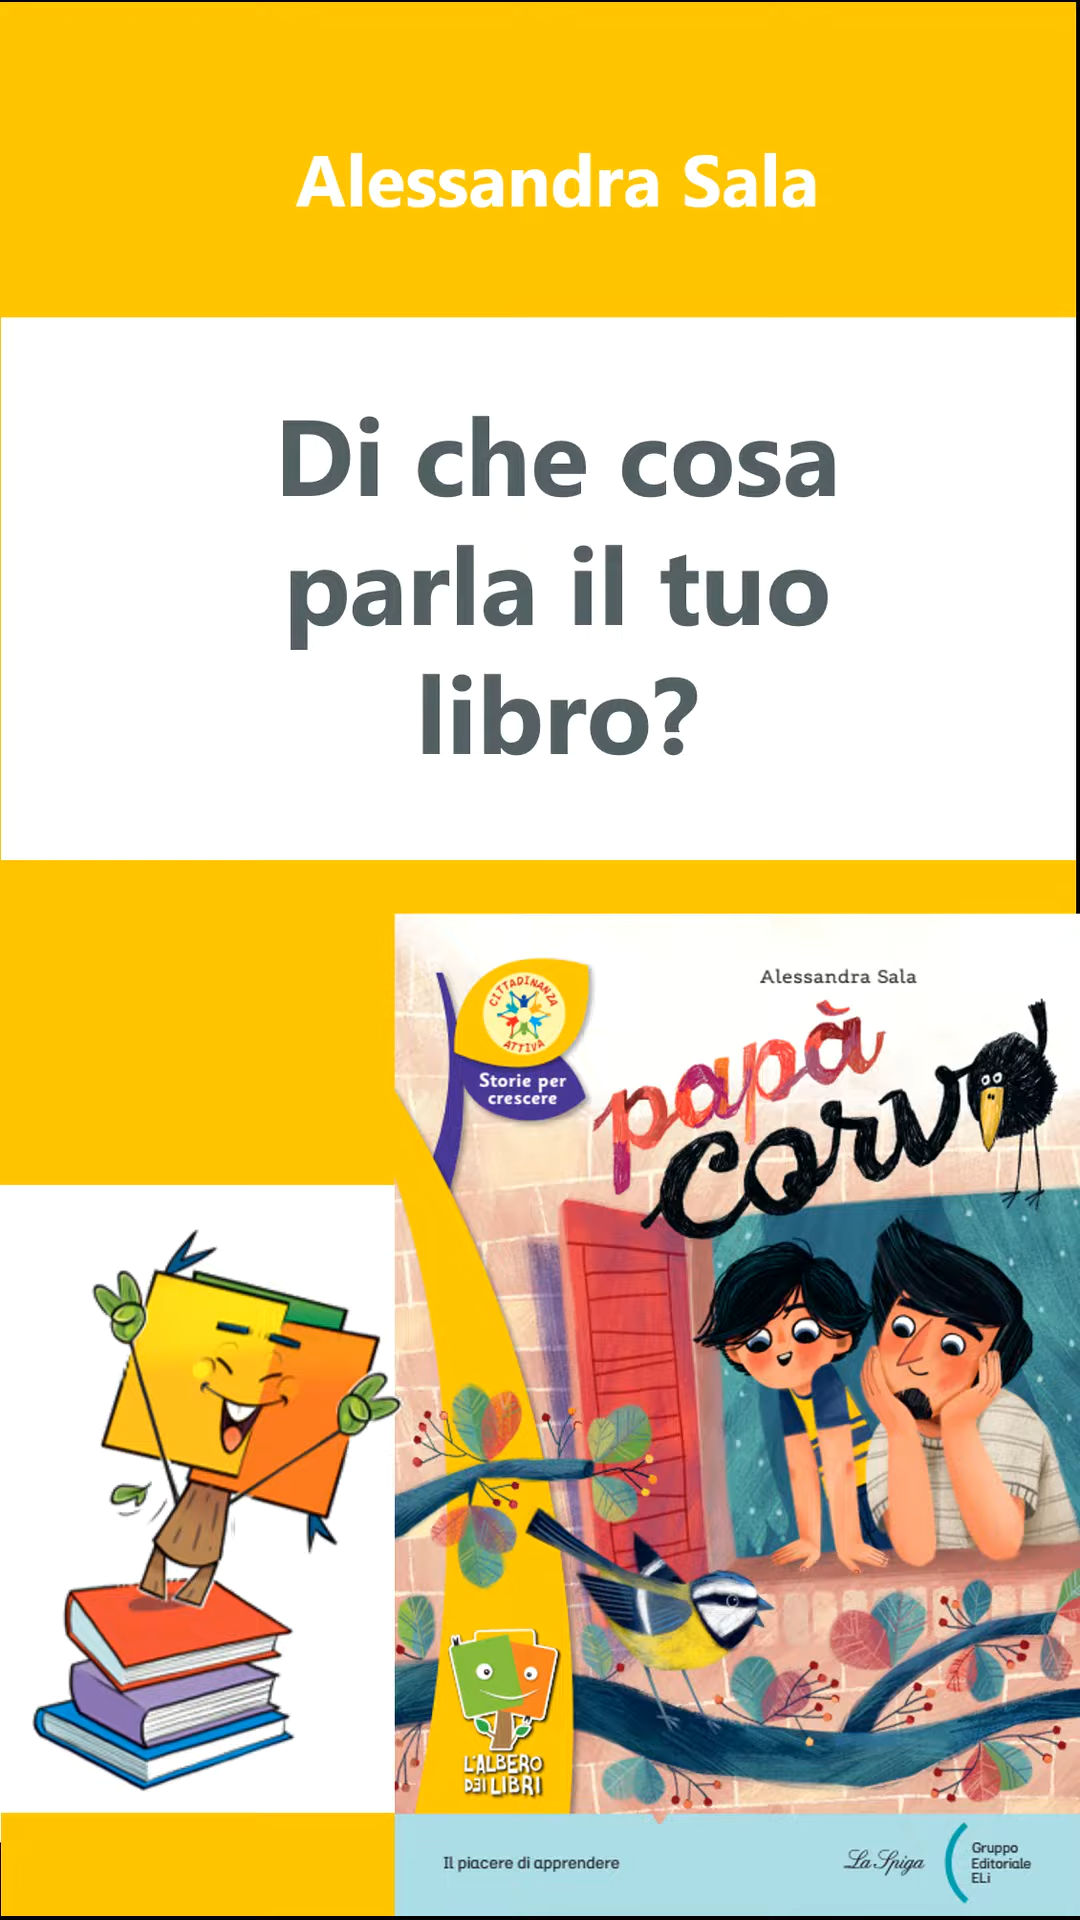 Alessandra Sala
Di che cosa
parla il tuo
libro?
CITTADINANZA
ATTIVA
Storie per
crescere
Alessandra Sala
papà
corvo
L'ALBERO
DEI LIBRI
Il piacere di apprendere
La Spiga
Gruppo
Editoriale
ELi